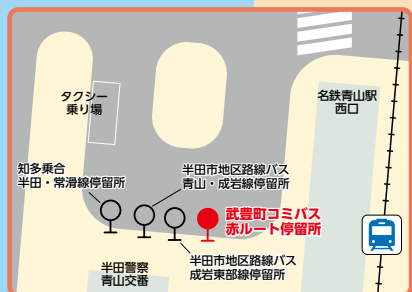 タクシー
乗り場
名鉄青山駅
西口
知多乗合
半田・常滑線停留所
半田市地区路線バス
青山・成岩線停留所
武豊町コミバス
赤ルート停留所
半田市地区路線バス
成岩東部線停留所
半田警察
青山交番